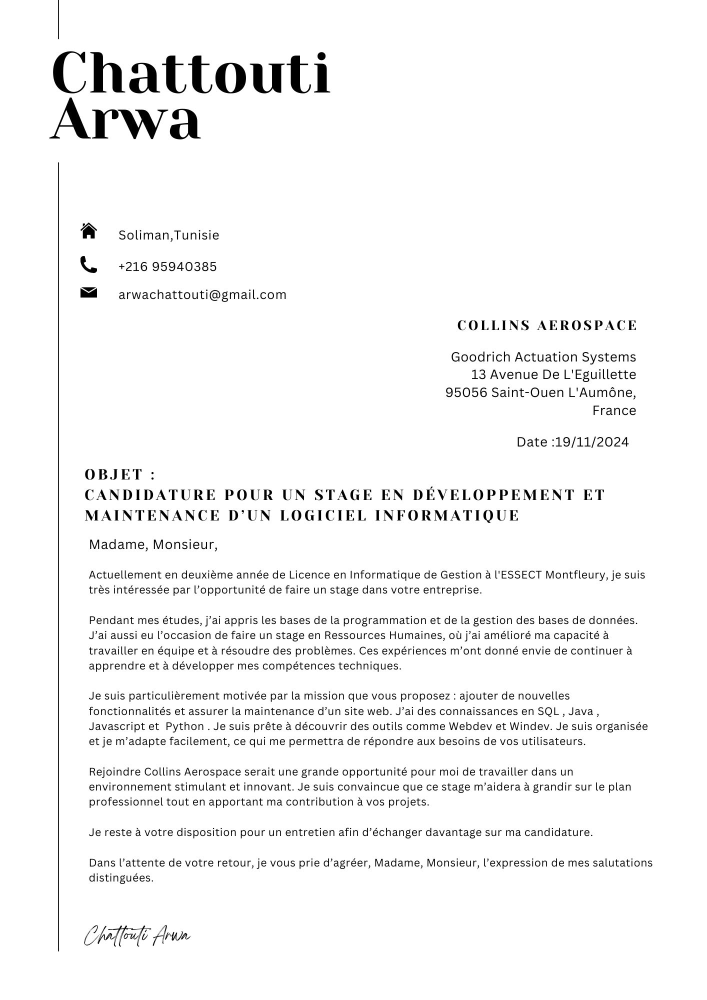 Chattouti
Arwa
Soliman,Tunisie
+216 95940385
arwachattouti@gmail.com
COLLINS AEROSPACE
Goodrich Actuation Systems
13 Avenue De L'Eguillette
95056 Saint-Ouen L'Aumône,
France
Date :19/11/2024
OBJET :
CANDIDATURE POUR UN STAGE EN DÉVELOPPEMENT ET
MAINTENANCE D’UN LOGICIEL INFORMATIQUE
Madame, Monsieur,
Actuellement en deuxième année de Licence en Informatique de Gestion à l'ESSECT Montfleury, je suis
très intéressée par l’opportunité de faire un stage dans votre entreprise.
Pendant mes études, j’ai appris les bases de la programmation et de la gestion des bases de données.
J’ai aussi eu l’occasion de faire un stage en Ressources Humaines, où j’ai amélioré ma capacité à
travailler en équipe et à résoudre des problèmes. Ces expériences m’ont donné envie de continuer à
apprendre et à développer mes compétences techniques.
Je suis particulièrement motivée par la mission que vous proposez : ajouter de nouvelles
fonctionnalités et assurer la maintenance d’un site web. J’ai des connaissances en SQL , Java ,
Javascript et  Python . Je suis prête à découvrir des outils comme Webdev et Windev. Je suis organisée
et je m’adapte facilement, ce qui me permettra de répondre aux besoins de vos utilisateurs.
Rejoindre Collins Aerospace serait une grande opportunité pour moi de travailler dans un
environnement stimulant et innovant. Je suis convaincue que ce stage m’aidera à grandir sur le plan
professionnel tout en apportant ma contribution à vos projets.
Je reste à votre disposition pour un entretien afin d’échanger davantage sur ma candidature.
Dans l’attente de votre retour, je vous prie d’agréer, Madame, Monsieur, l’expression de mes salutations
distinguées.
Chattouti Arwa